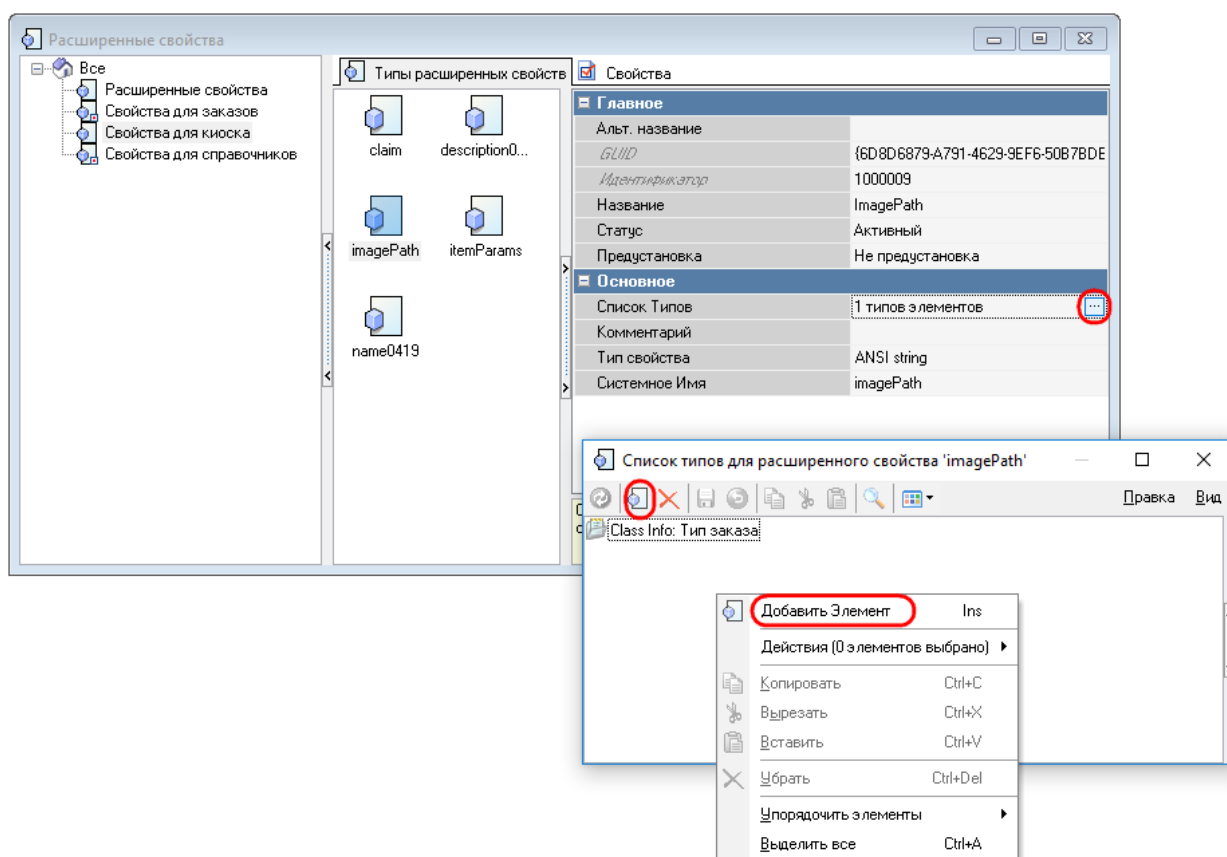 Расширенные свойства
Все
Расширенные свойства
Свойства для заказов
Свойства для киоска
Свойства для справочников
Типы расширенных свойств
Свойства
claim
description0...
imagePath
itemParams
name0419
Главное
Альт. название
GUID {6D8D6879-A791-4629-9EF6-50B7BDE
Идентификатор 1000009
Название ImagePath
Статус Активный
Предустановка Не предустановка
Основное
Список Типов 1 типов элементов ...
Комментарий
Тип свойства ANSI string
Системное Имя imagePath
Список типов для расширенного свойства 'imagePath'
Правка Вид
Class Info: Тип заказа
Добавить Элемент Ins
Действия (0 элементов выбрано)
Копировать Ctrl+C
Вырезать Ctrl+X
Вставить Ctrl+V
Убрать Ctrl+Del
Упорядочить элементы
Выделить все Ctrl+A